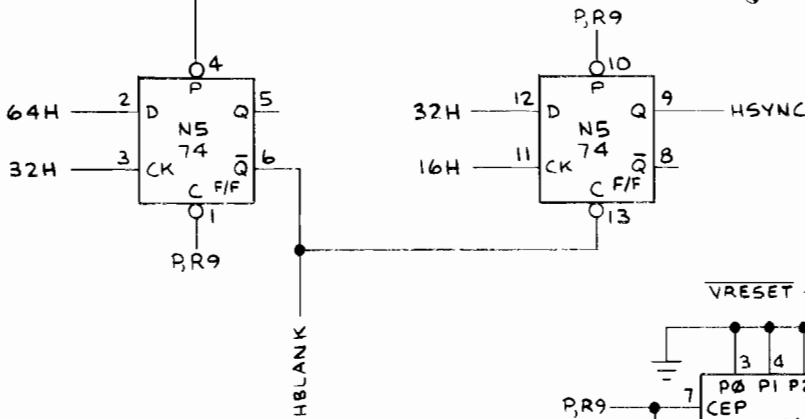 P,R9
4
10
P
P
64H
2
D
Q
5
32H
12
D
Q
9
HSYNC
N5
74
N5
74
32H
3
CK
Q̅
6
16H
11
CK
Q̅
8
C F/F
C F/F
1
13
P,R9
HBLANK
V̅R̅E̅S̅E̅T̅
3
4
PØ
P1
P2
P,R9
7
CEP